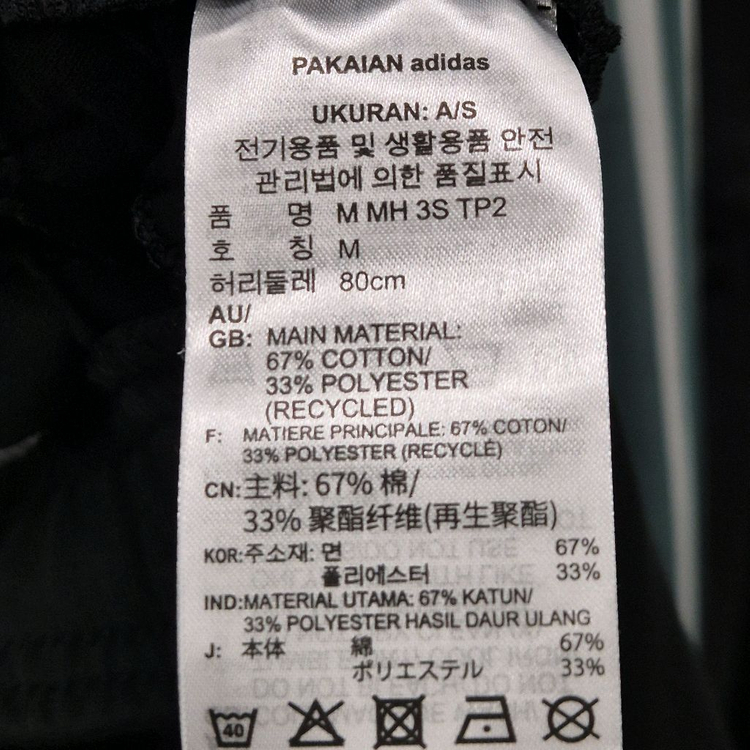 PAKAIAN adidas
UKURAN: A/S
전기용품 및 생활용품 안전
관리법에 의한 품질표시
품 명 M MH 3S TP2
호 칭 M
허리둘레 80cm
AU/
GB: MAIN MATERIAL:
67% COTTON/
33% POLYESTER
(RECYCLED)
F: MATIERE PRINCIPALE: 67% COTON/
33% POLYESTER (RECYCLÉ)
CN:主料: 67% 棉/
33% 聚酯纤维(再生聚酯)
KOR:주소재: 면 67%
폴리에스터 33%
IND:MATERIAL UTAMA: 67% KATUN/
33% POLYESTER HASIL DAUR ULANG
J: 本体 綿 67%
ポリエステル 33%
40